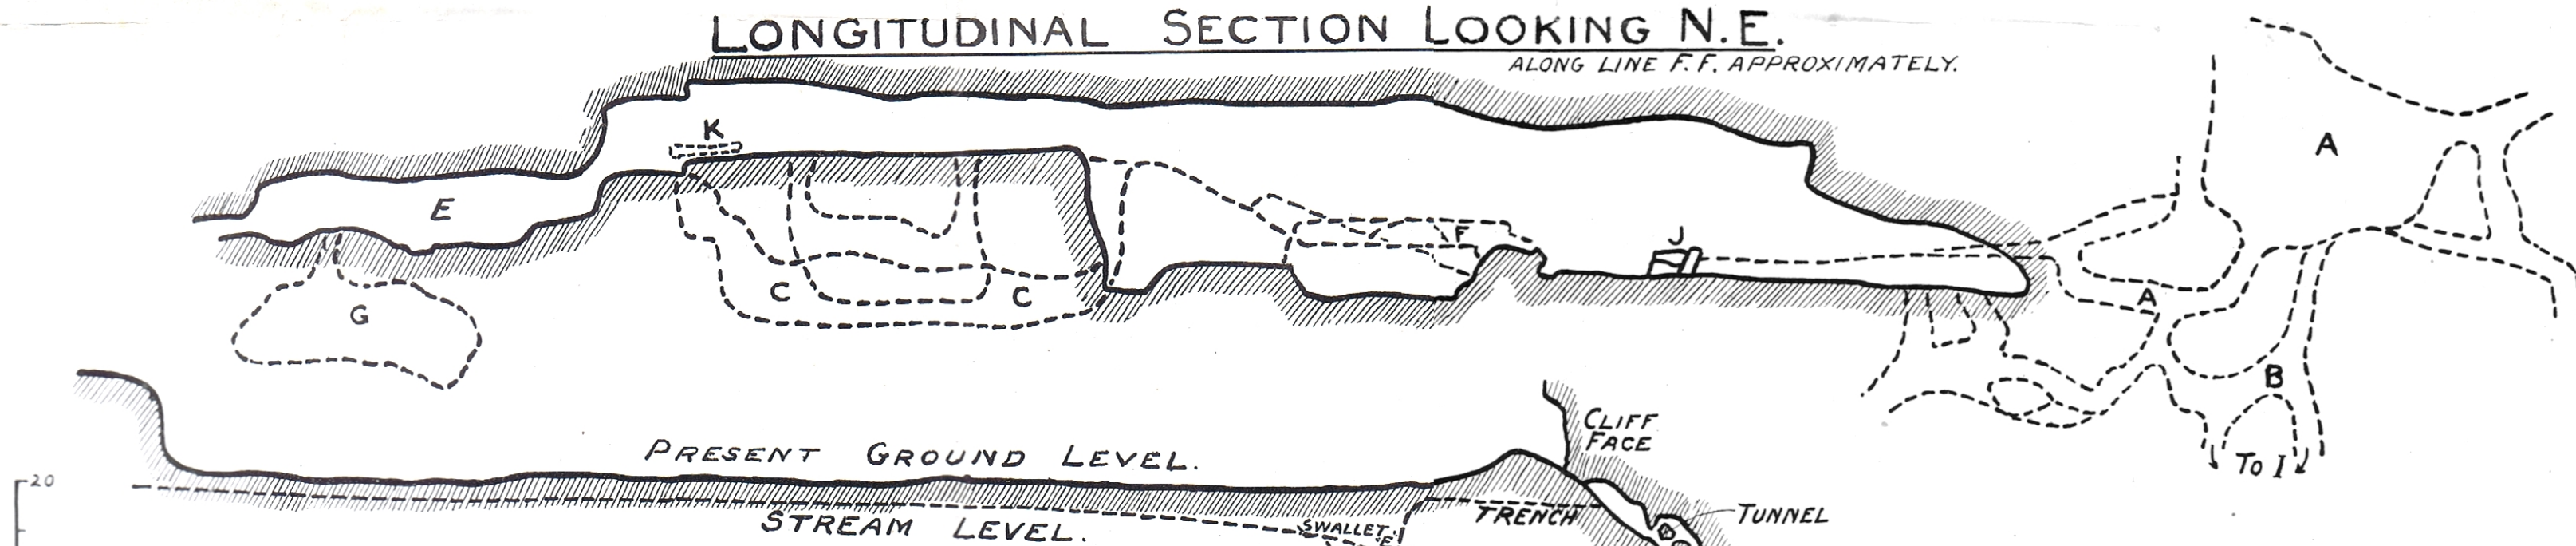 LONGITUDINAL SECTION LOOKING N.E.
ALONG LINE F.F. APPROXIMATELY.
K
A
E
F
J
C
C
A
G
B
CLIFF
FACE
PRESENT GROUND LEVEL.
To I
20
STREAM LEVEL.
SWALLET
E
TRENCH
TUNNEL